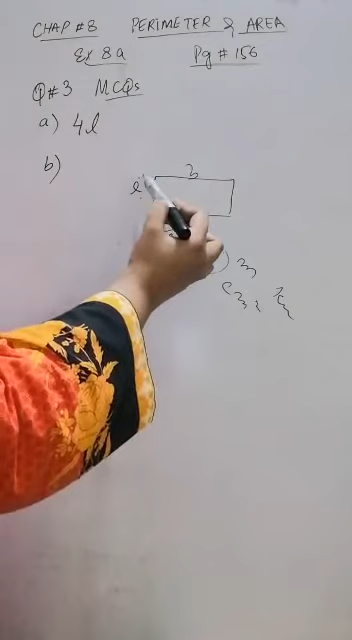 CHAP #8 PERIMETER & AREA
Ex 8a Pg # 156
Q#3 MCQs
a) 4l
b)
b
l